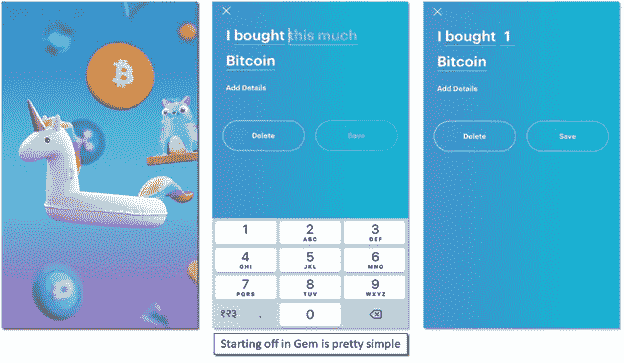 I bought this much
Bitcoin
Add Details
Delete
Save
1
2
ABC
3
DEF
4
GHI
5
JKL
6
MNO
7
PQRS
8
TUV
9
WXYZ
१२३
.
0
I bought 1
Bitcoin
Add Details
Delete
Save
Starting off in Gem is pretty simple